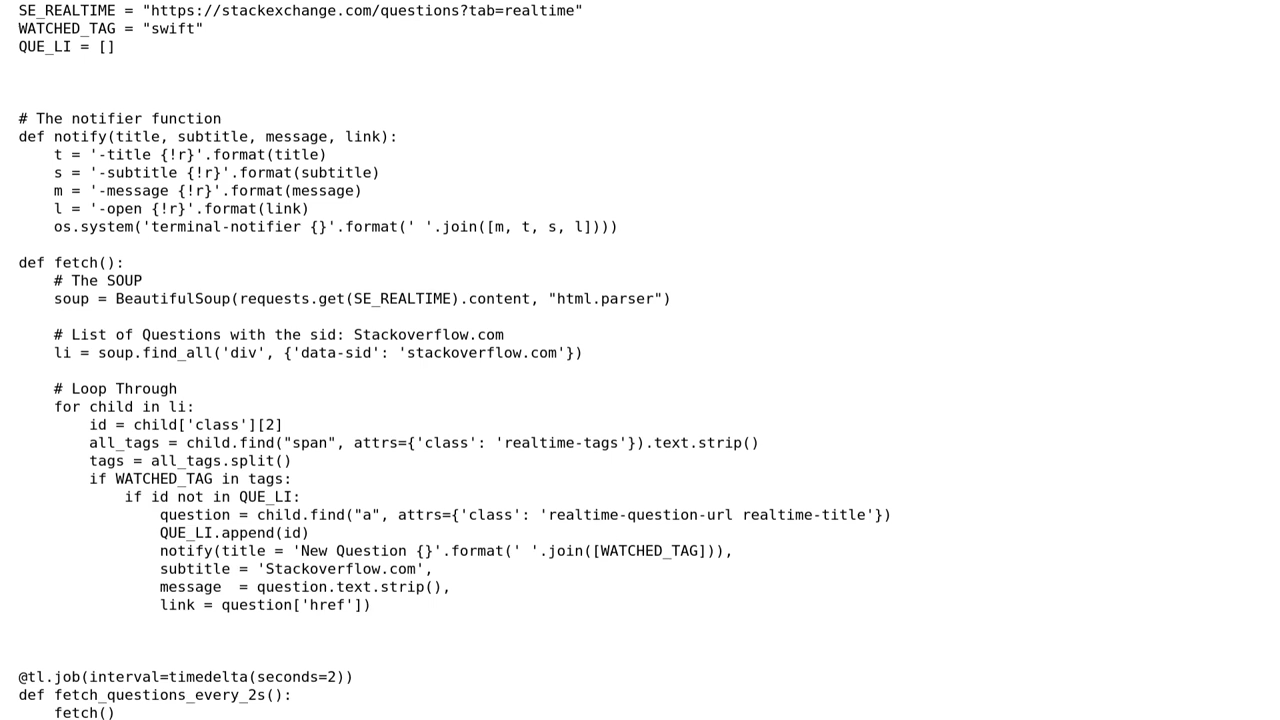 SE_REALTIME = "https://stackexchange.com/questions?tab=realtime"
WATCHED_TAG = "swift"
QUE_LI = []

# The notifier function
def notify(title, subtitle, message, link):
    t = '-title {!r}'.format(title)
    s = '-subtitle {!r}'.format(subtitle)
    m = '-message {!r}'.format(message)
    l = '-open {!r}'.format(link)
    os.system('terminal-notifier {}'.format(' '.join([m, t, s, l])))

def fetch():
    # The SOUP
    soup = BeautifulSoup(requests.get(SE_REALTIME).content, "html.parser")

    # List of Questions with the sid: Stackoverflow.com
    li = soup.find_all('div', {'data-sid': 'stackoverflow.com'})

    # Loop Through
    for child in li:
        id = child['class'][2]
        all_tags = child.find("span", attrs={'class': 'realtime-tags'}).text.strip()
        tags = all_tags.split()
        if WATCHED_TAG in tags:
            if id not in QUE_LI:
                question = child.find("a", attrs={'class': 'realtime-question-url realtime-title'})
                QUE_LI.append(id)
                notify(title = 'New Question {}'.format(' '.join([WATCHED_TAG])),
                subtitle = 'Stackoverflow.com',
                message  = question.text.strip(),
                link = question['href'])

@tl.job(interval=timedelta(seconds=2))
def fetch_questions_every_2s():
    fetch()